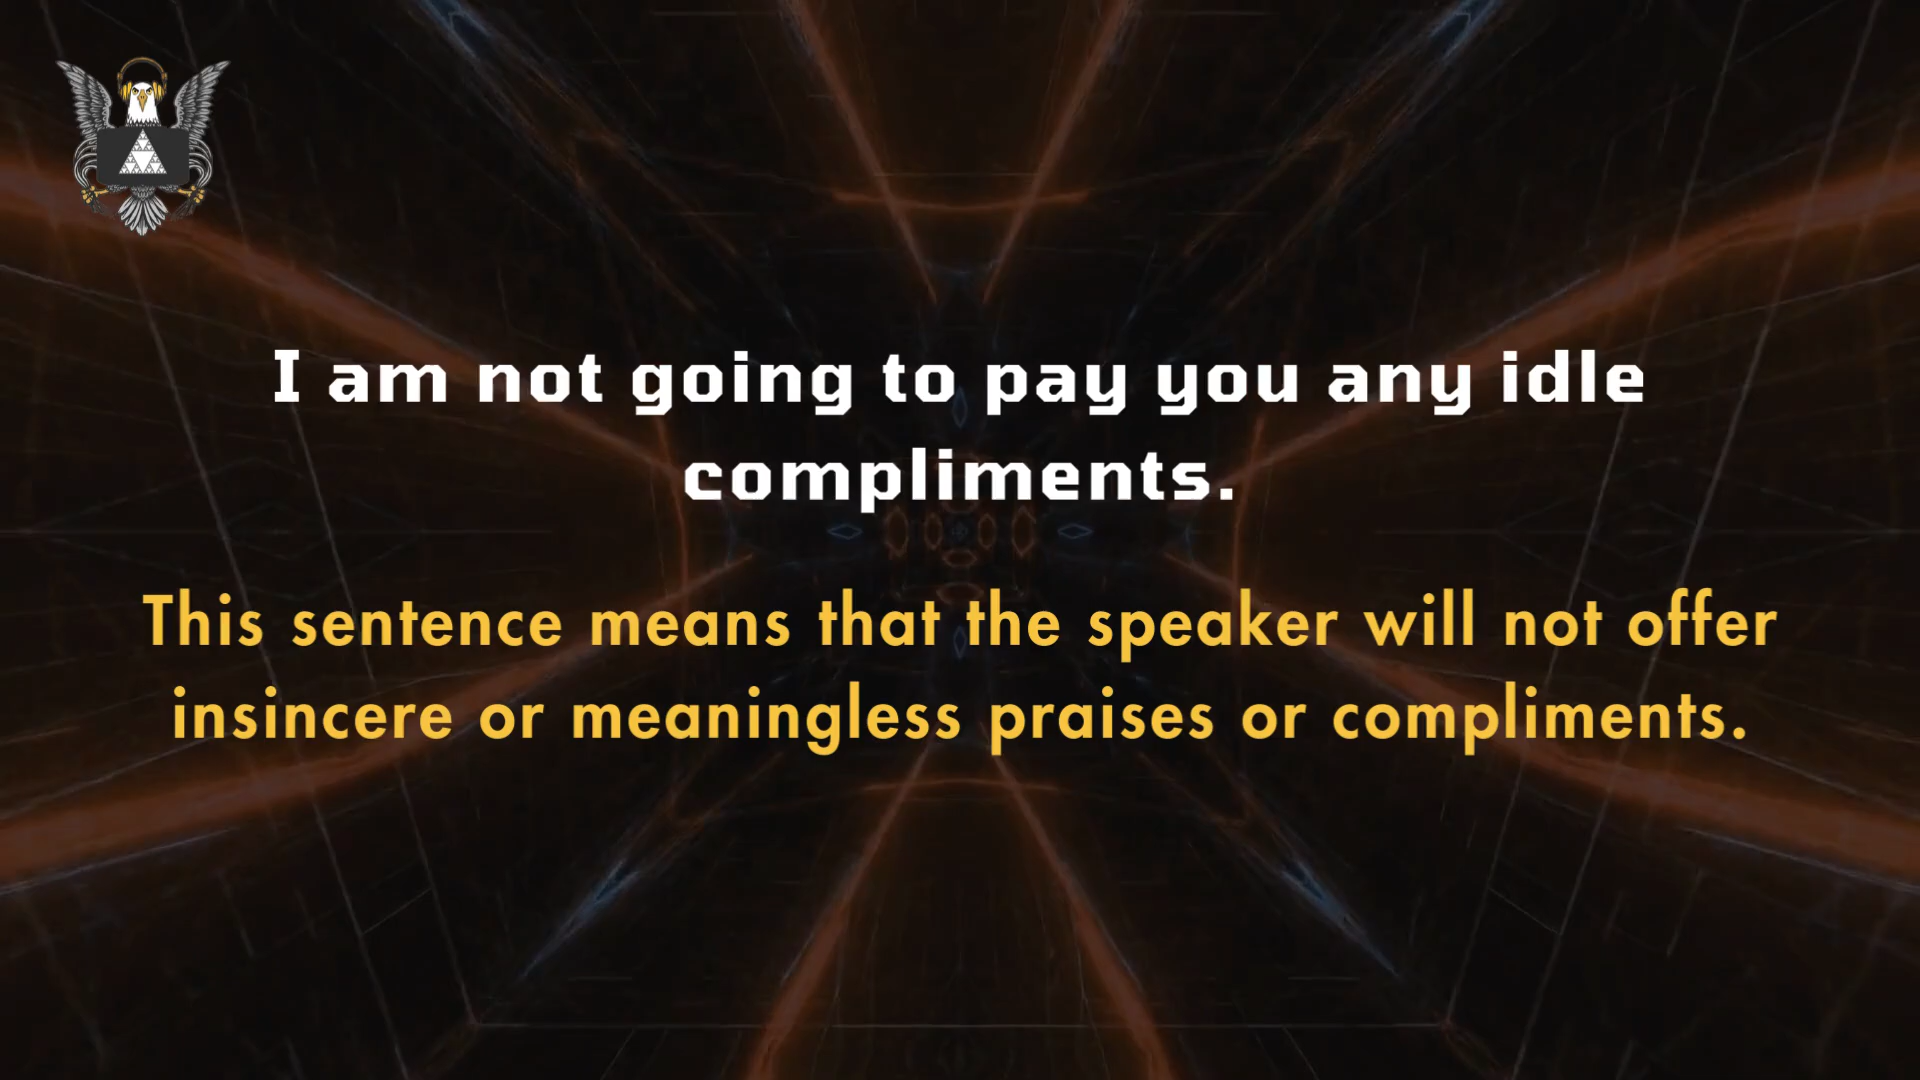 I am not going to pay you any idle
compliments.
This sentence means that the speaker will not offer
insincere or meaningless praises or compliments.